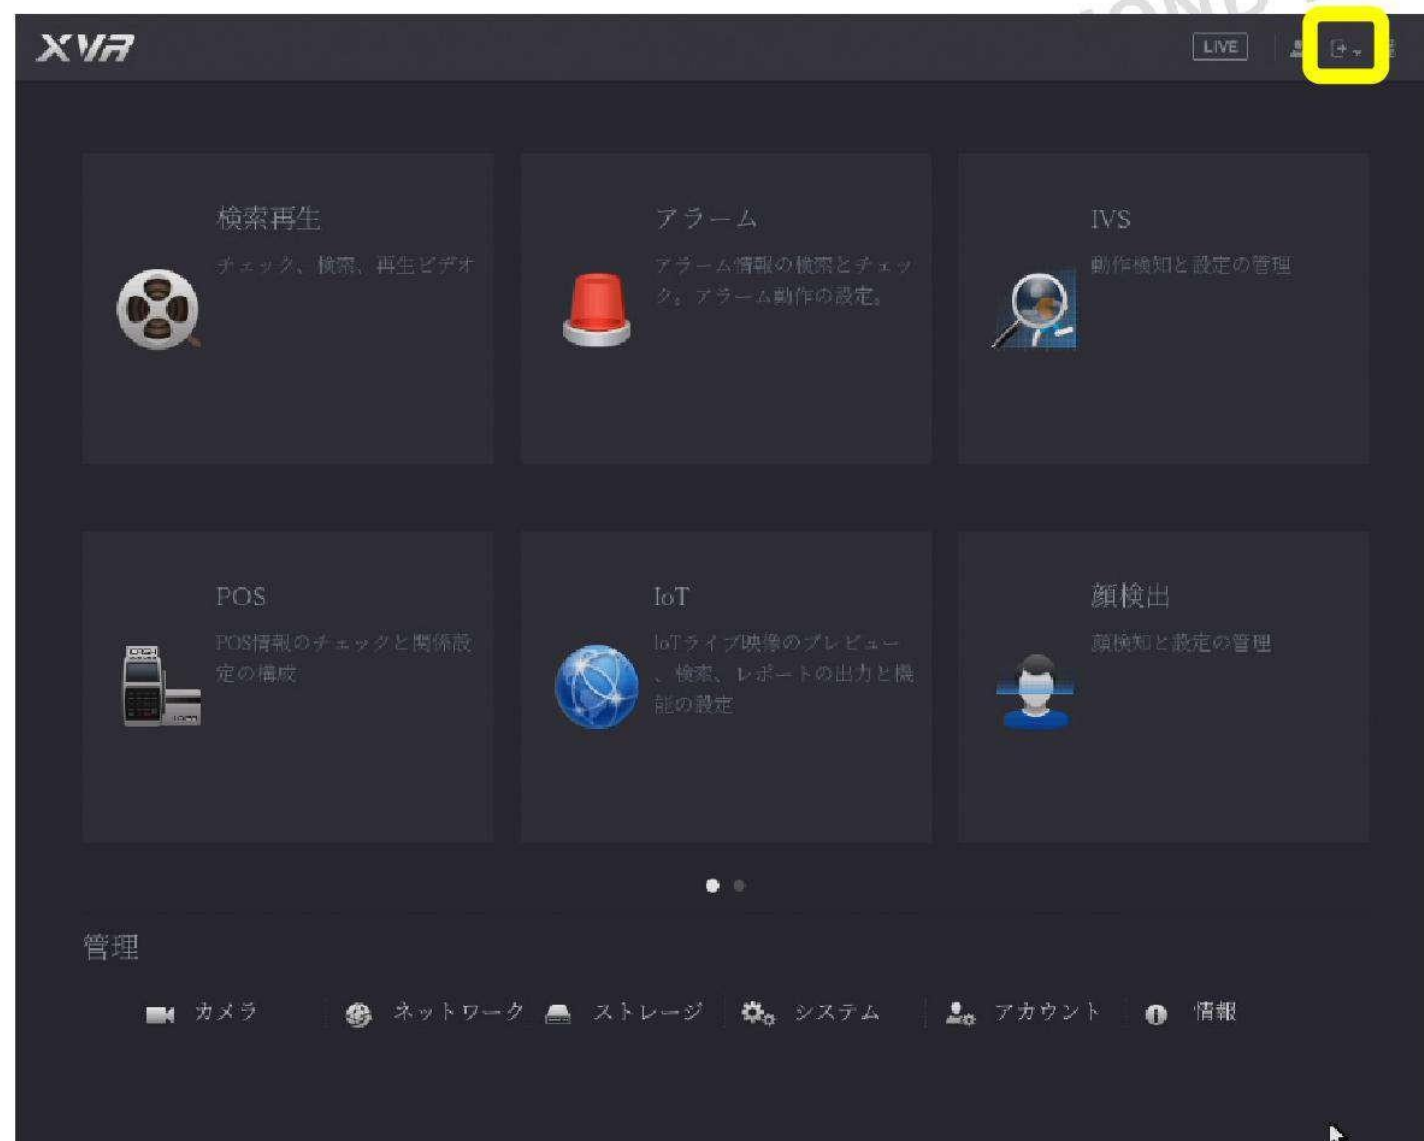 XVR
LIVE
検索再生
チェック、検索、再生ビデオ
アラーム
アラーム情報の検索とチェッ
ク。アラーム動作の設定。
IVS
動作検知と設定の管理
POS
POS情報のチェックと関係設
定の構成
IoT
IoTライブ映像のプレビュー
、検索、レポートの出力と機
能の設定
顔検出
顔検知と設定の管理
管理
カメラ
ネットワーク
ストレージ
システム
アカウント
情報